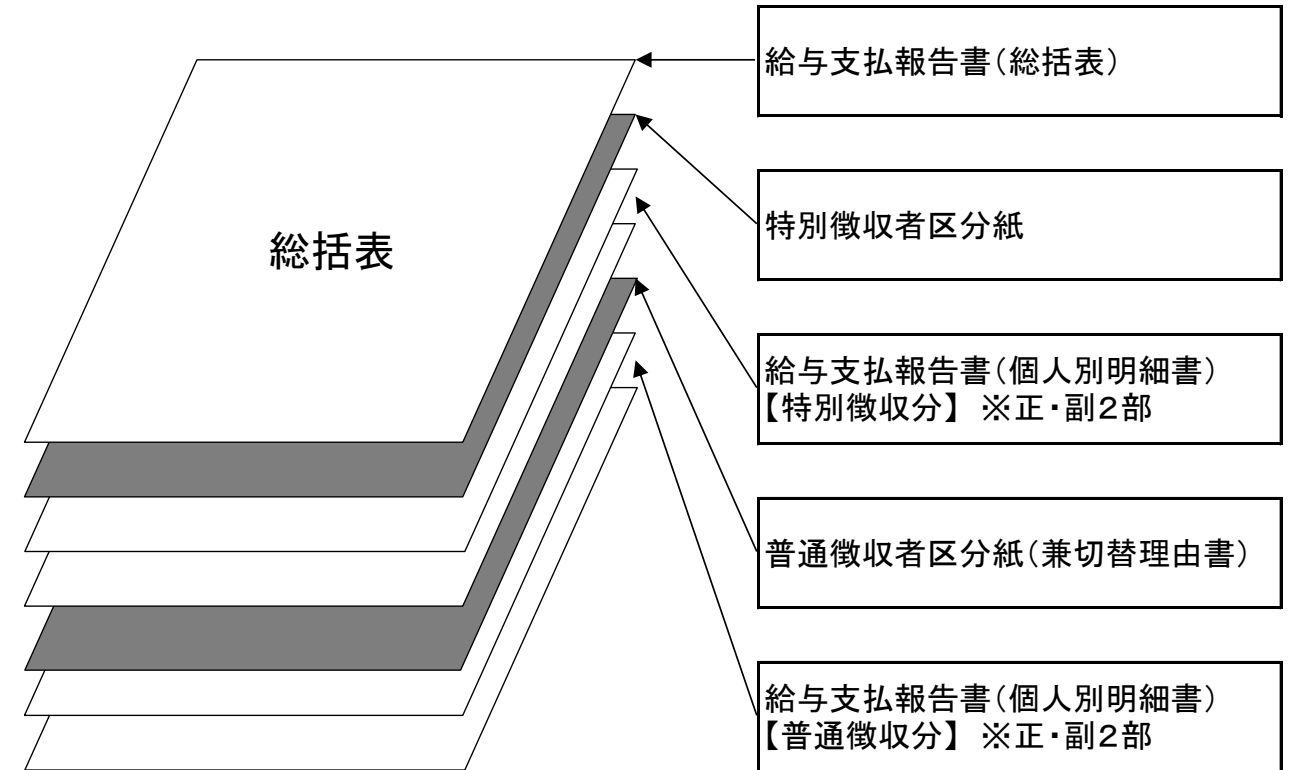 総括表
給与支払報告書（総括表）
特別徴収者区分紙
給与支払報告書（個人別明細書）
【特別徴収分】 ※正・副２部
普通徴収者区分紙（兼切替理由書）
給与支払報告書（個人別明細書）
【普通徴収分】 ※正・副２部